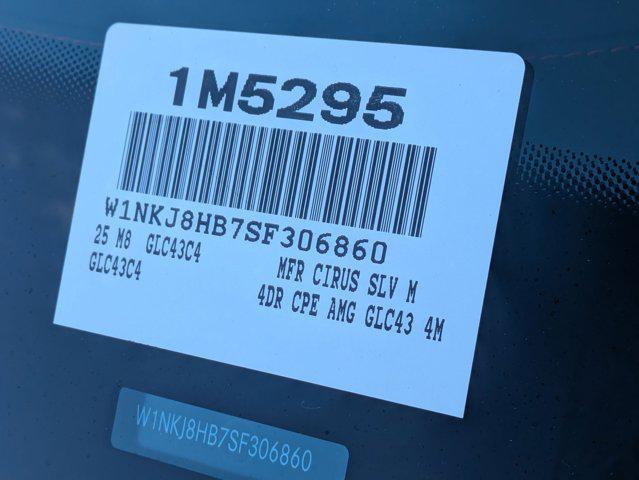 1M5295
W1NKJ8HB7SF306860
25 M8 GLC43C4
MFR CIRUS SLV M
GLC43C4
4DR CPE AMG GLC43 4M
W1NKJ8HB7SF306860